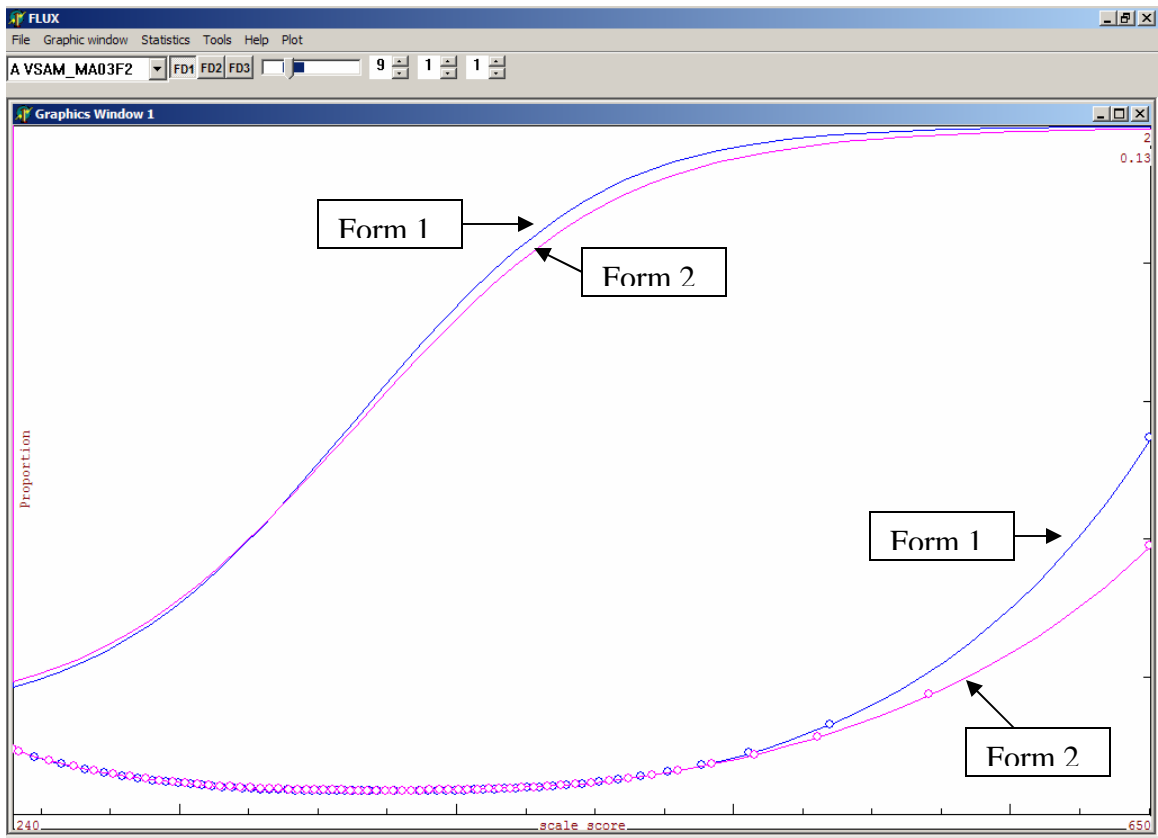 FLUX
File Graphic window Statistics Tools Help Plot
A VSAM_MA03F2 FD1 FD2 FD3 9 1 1
Graphics Window 1
2
0.13
Form 1
Form 2
Proportion
Form 1
Form 2
240 scale score 650